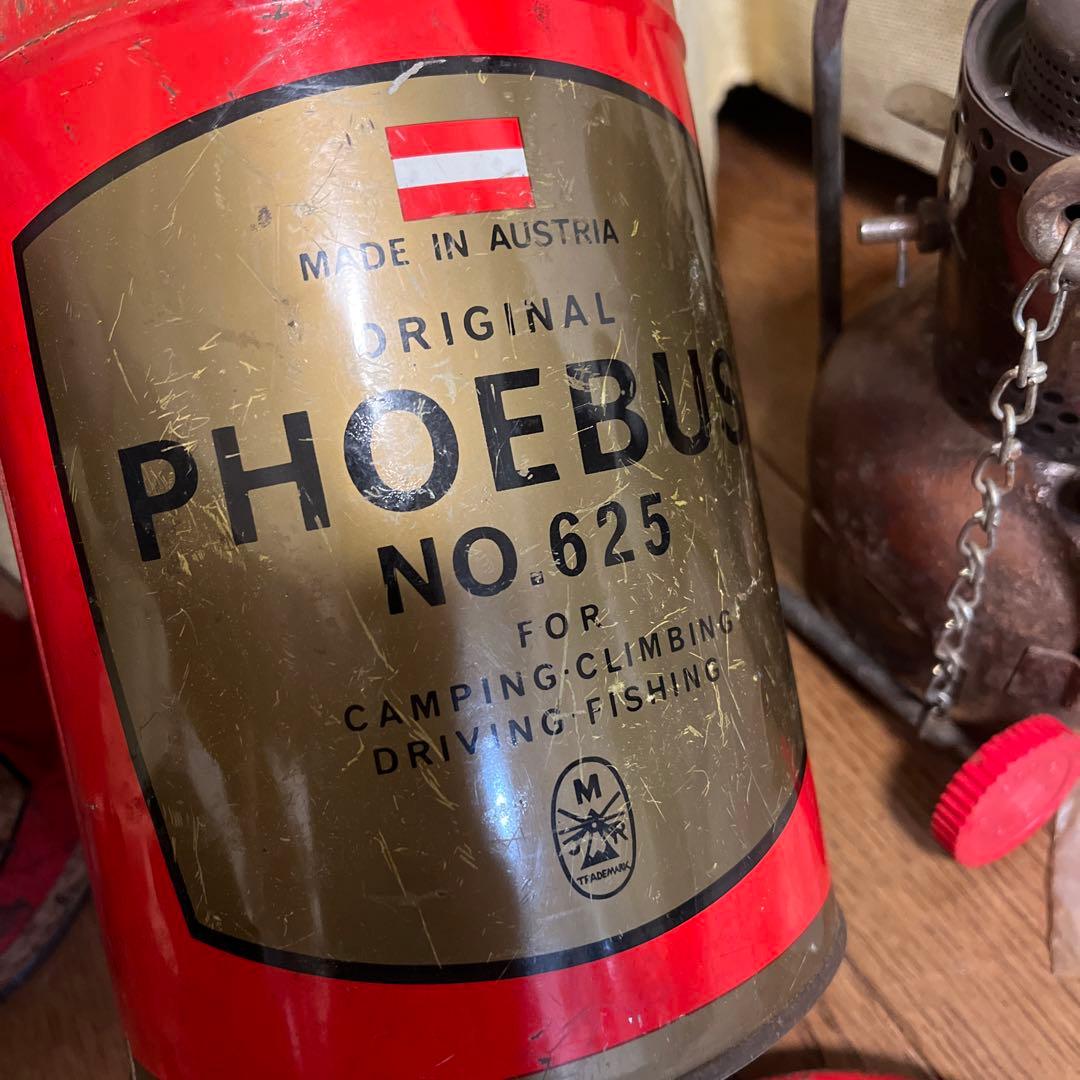 MADE IN AUSTRIA
ORIGINAL
PHOEBUS
NO.625
FOR
CAMPING·CLIMBING
DRIVING·FISHING
M
J R
TRADEMARK